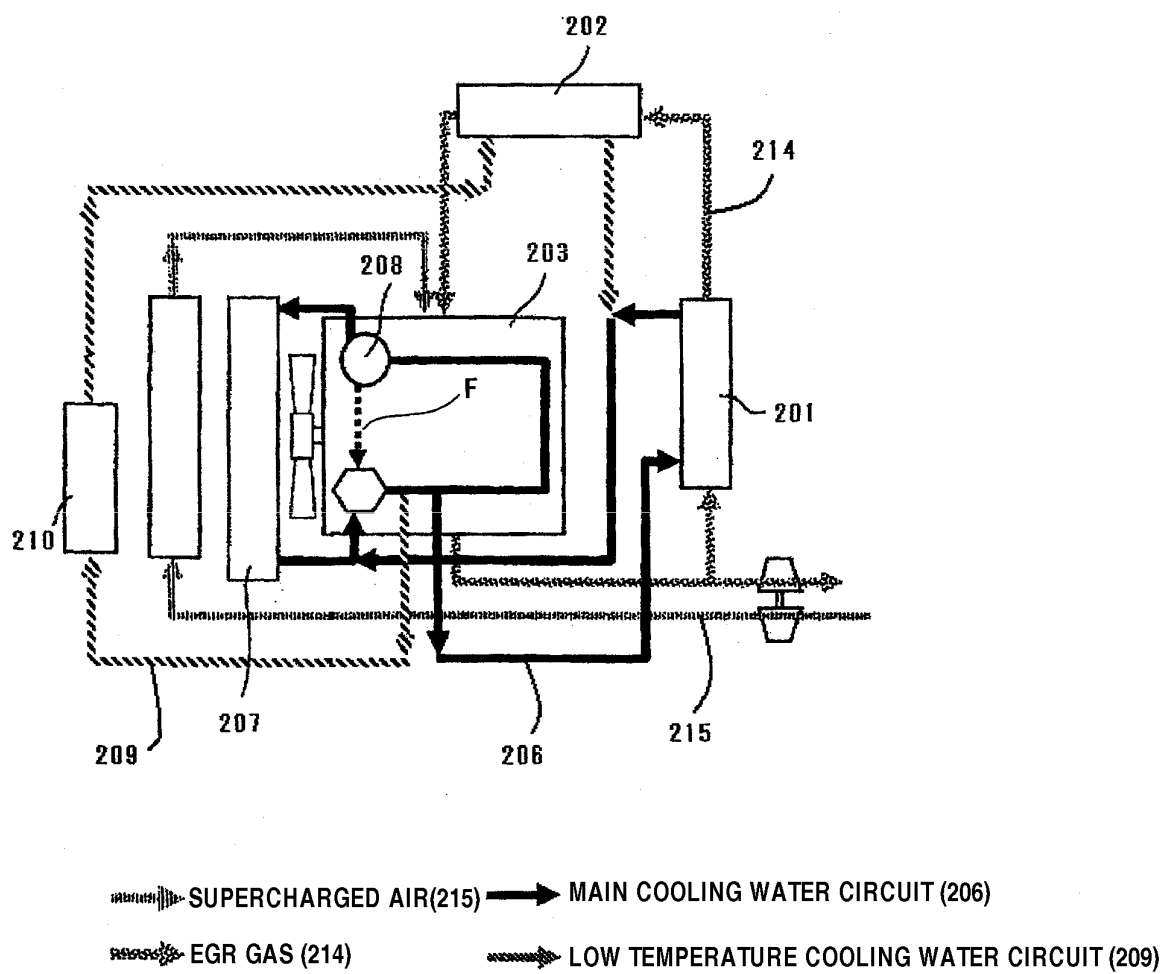 202
214
203
208
F
201
210
207
215
209
206
SUPERCHARGED AIR(215)
MAIN COOLING WATER CIRCUIT (206)
EGR GAS (214)
LOW TEMPERATURE COOLING WATER CIRCUIT (209)